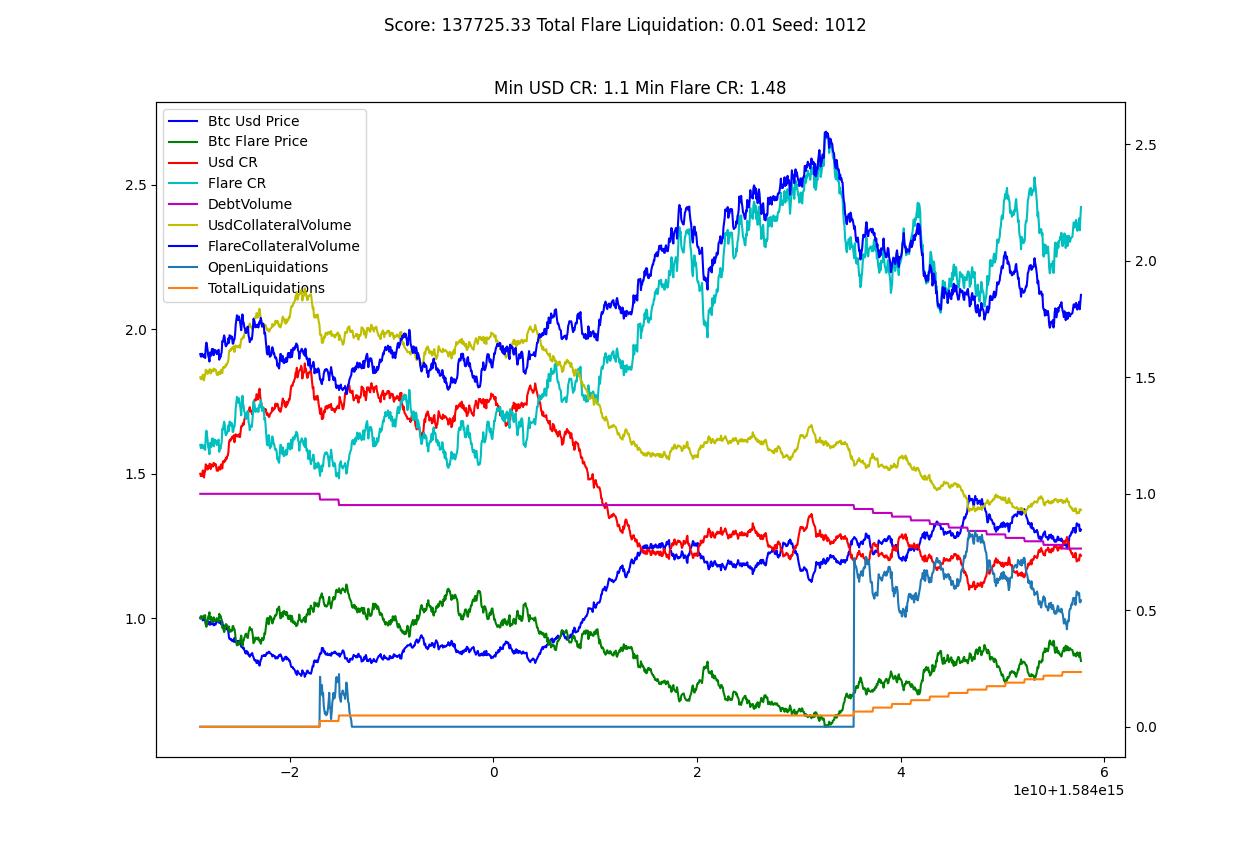 Score: 137725.33 Total Flare Liquidation: 0.01 Seed: 1012
Min USD CR: 1.1 Min Flare CR: 1.48
Btc Usd Price
Btc Flare Price
Usd CR
Flare CR
DebtVolume
UsdCollateralVolume
FlareCollateralVolume
OpenLiquidations
TotalLiquidations
2.5
2.0
1.5
1.0
2.5
2.0
1.5
1.0
0.5
0.0
−2
0
2
4
6
1e10+1.584e15